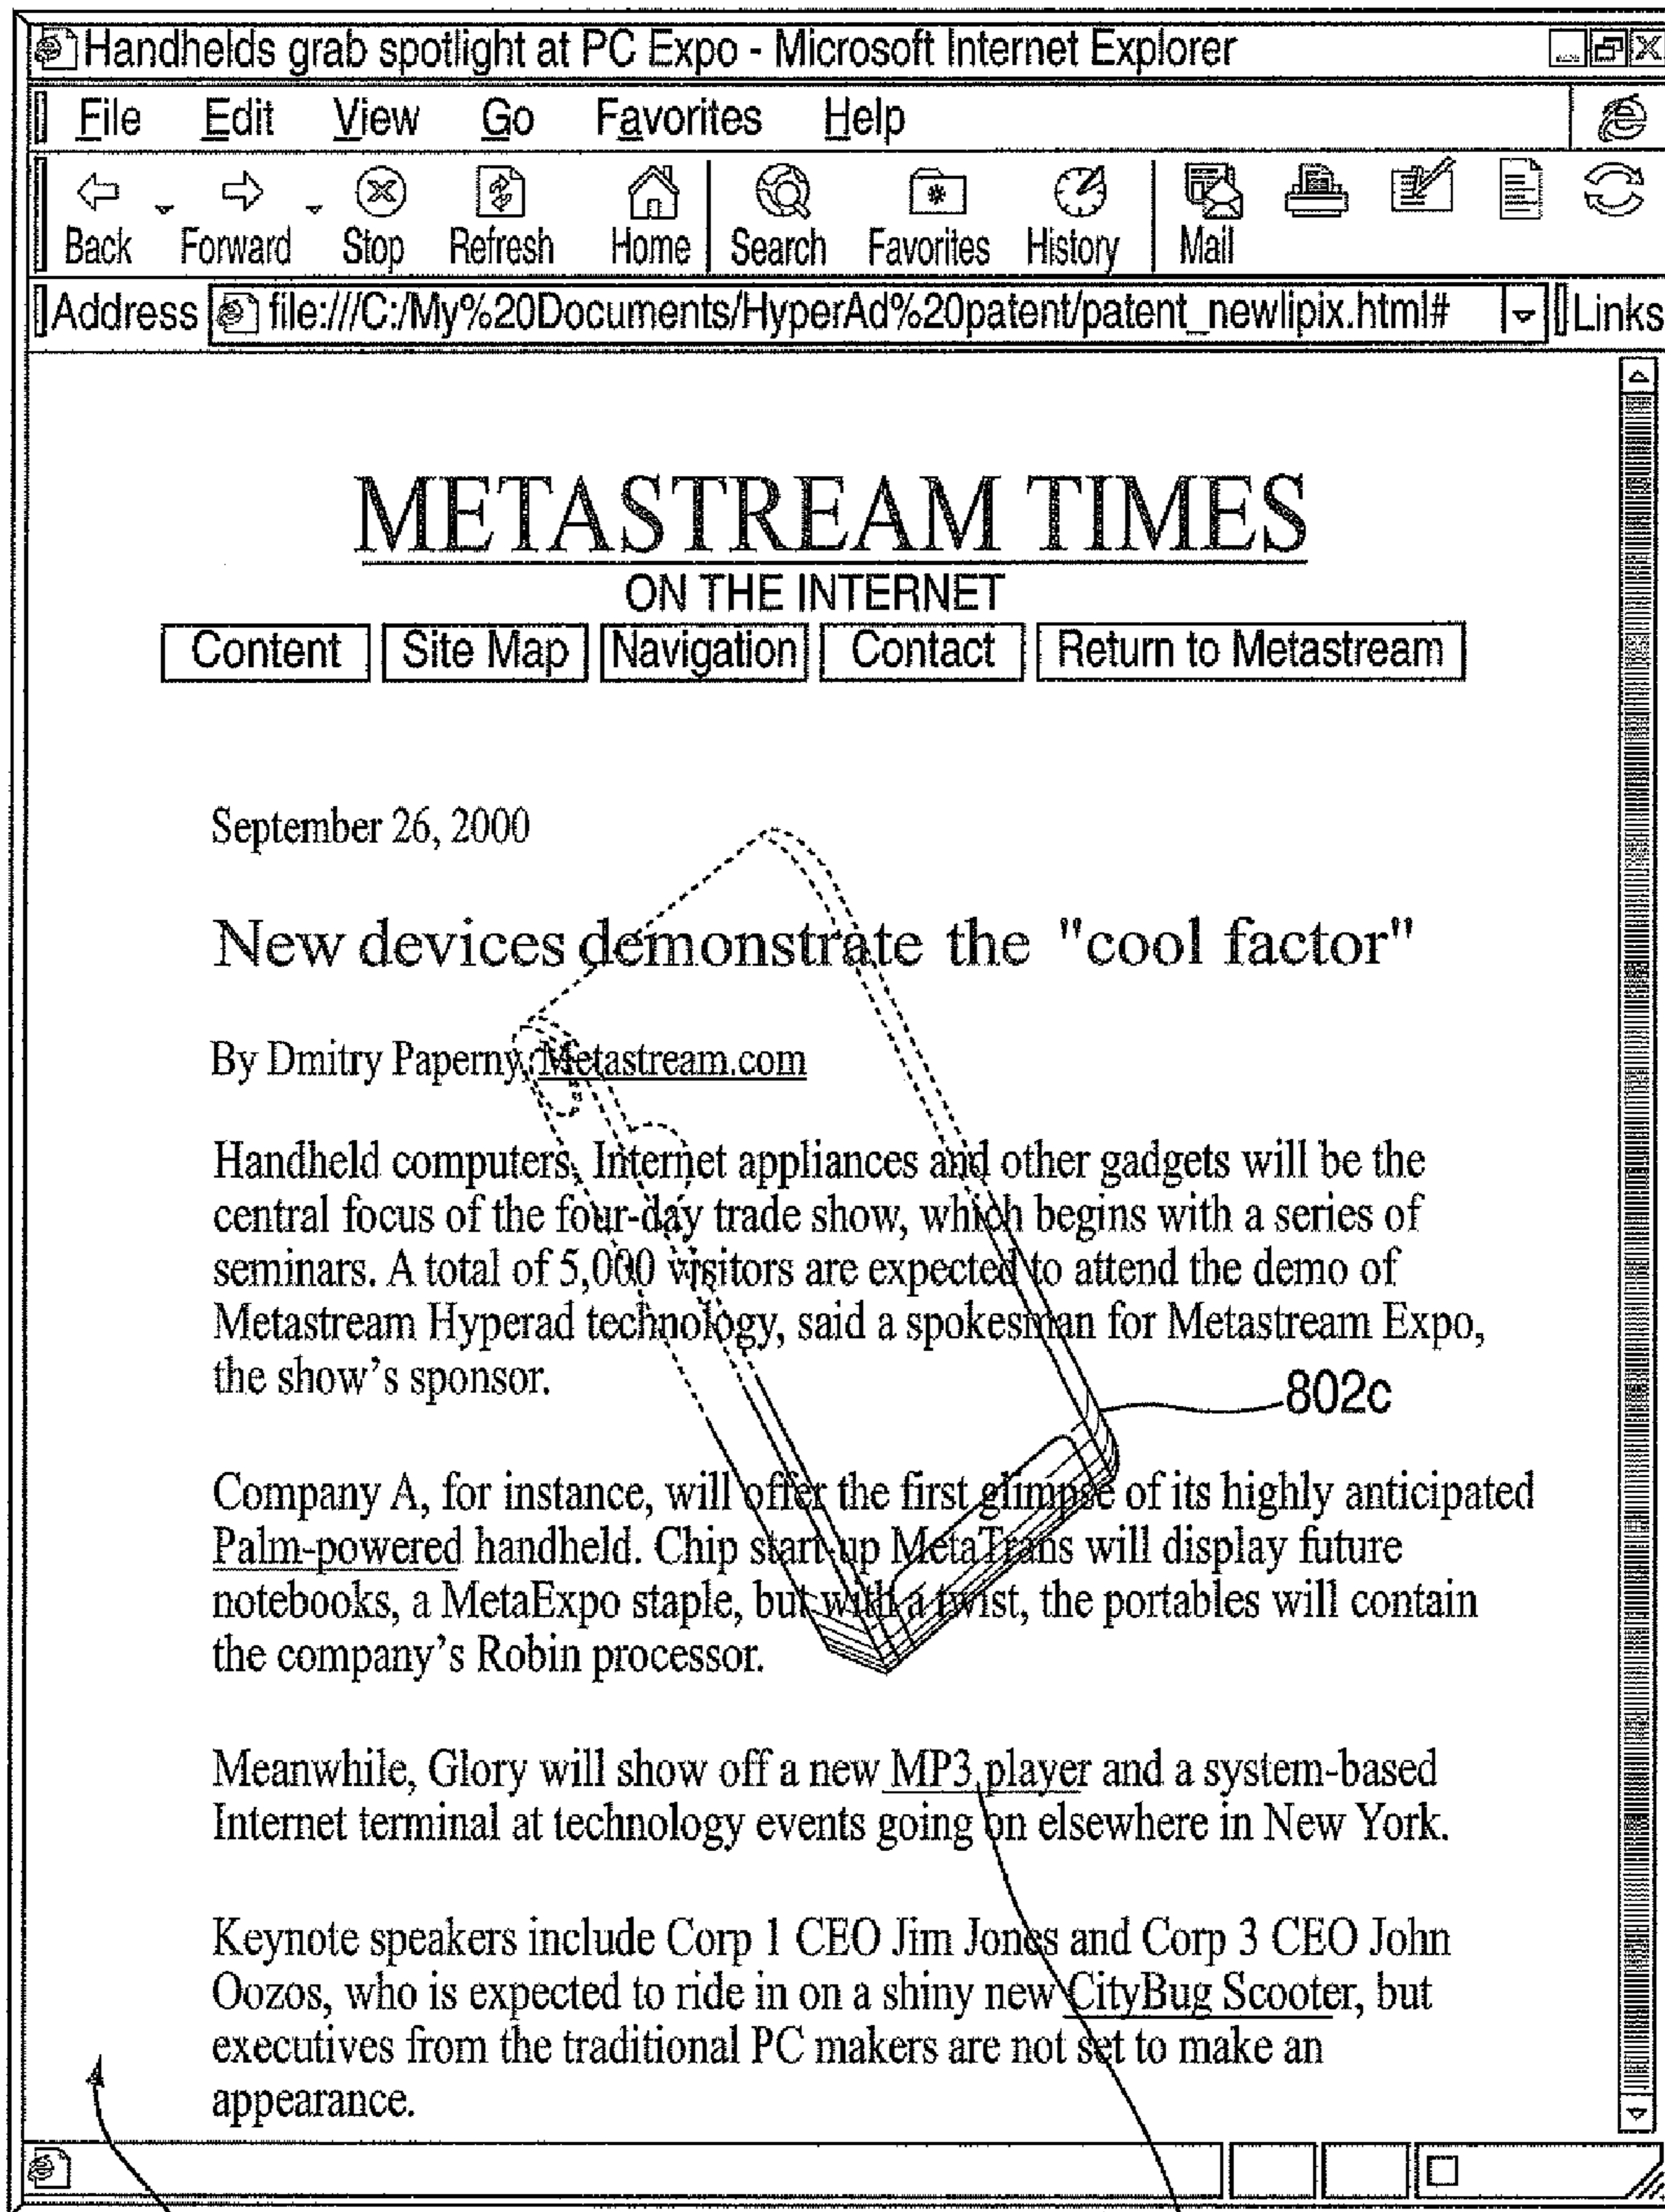 Handhelds grab spotlight at PC Expo - Microsoft Internet Explorer
File Edit View Go Favorites Help
Back Forward Stop Refresh Home Search Favorites History Mail
Address file:///C:/My%20Documents/HyperAd%20patent/patent_newlipix.html# Links
METASTREAM TIMES
ON THE INTERNET
Content Site Map Navigation Contact Return to Metastream
September 26, 2000
New devices demonstrate the "cool factor"
By Dmitry Paperny, Metastream.com
Handheld computers, Internet appliances and other gadgets will be the
central focus of the four-day trade show, which begins with a series of
seminars. A total of 5,000 visitors are expected to attend the demo of
Metastream Hyperad technology, said a spokesman for Metastream Expo,
the show's sponsor.
802c
Company A, for instance, will offer the first glimpse of its highly anticipated
Palm-powered handheld. Chip start-up MetaTrans will display future
notebooks, a MetaExpo staple, but with a twist, the portables will contain
the company's Robin processor.
Meanwhile, Glory will show off a new MP3 player and a system-based
Internet terminal at technology events going on elsewhere in New York.
Keynote speakers include Corp 1 CEO Jim Jones and Corp 3 CEO John
Oozos, who is expected to ride in on a shiny new CityBug Scooter, but
executives from the traditional PC makers are not set to make an
appearance.